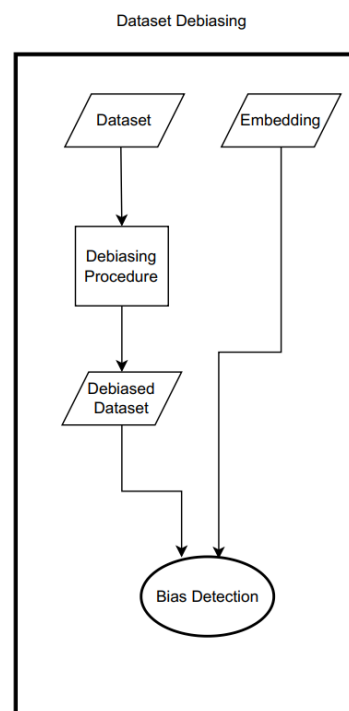 Dataset Debiasing
Dataset
Embedding
Debiasing
Procedure
Debiased
Dataset
Bias Detection